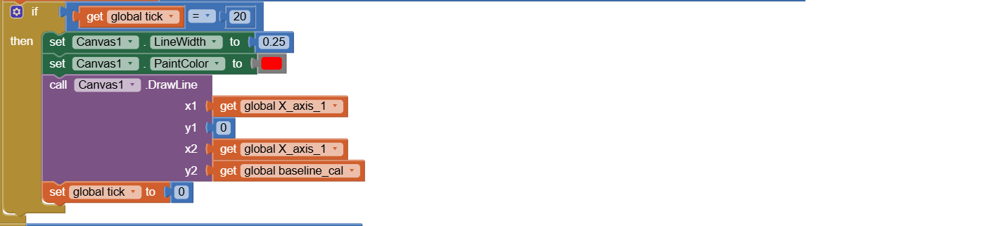 if get global tick = 20
then set Canvas1 . LineWidth to 0.25
set Canvas1 . PaintColor to
call Canvas1 .DrawLine
x1 get global X_axis_1
y1 0
x2 get global X_axis_1
y2 get global baseline_cal
set global tick to 0